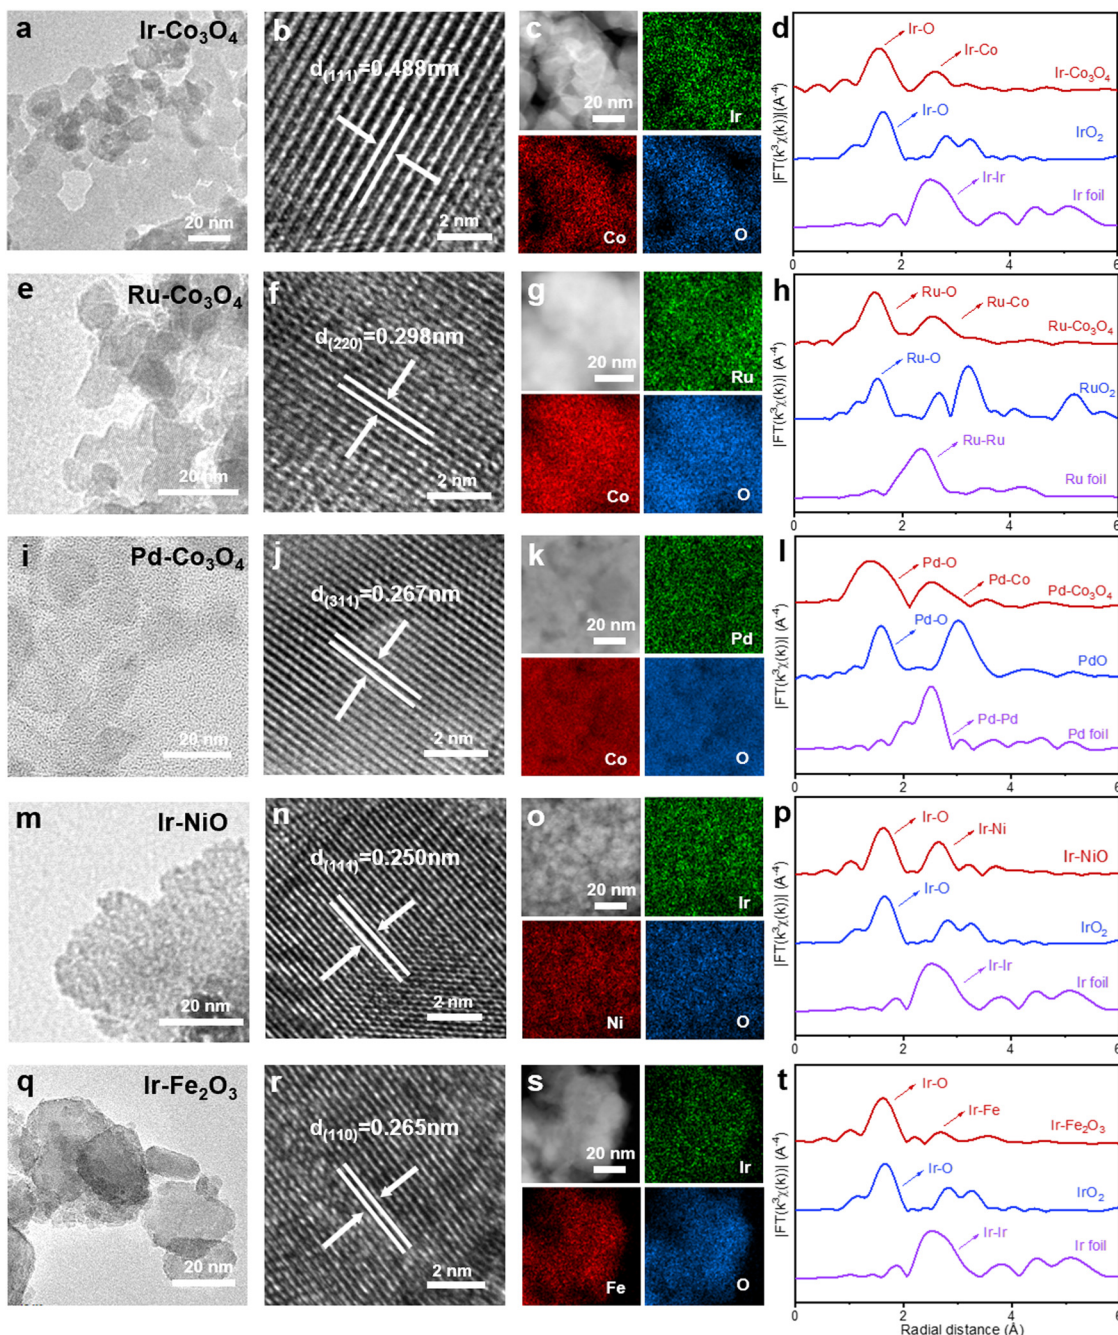 a
Ir-Co₃O₄
20 nm
b
d₍₁₁₁₎=0.488nm
2 nm
c
20 nm
Ir
Co
O
d
|FT(k³χ(k))|(A⁻⁴)
Ir-O
Ir-Co
Ir-Co₃O₄
Ir-O
IrO₂
Ir-Ir
Ir foil
0 2 4 6
e
Ru-Co₃O₄
20 nm
f
d₍₂₂₀₎=0.298nm
2 nm
g
20 nm
Ru
Co
O
h
|FT(k³χ(k))| (A⁻⁴)
Ru-O
Ru-Co
Ru-Co₃O₄
Ru-O
RuO₂
Ru-Ru
Ru foil
0 2 4 6
i
Pd-Co₃O₄
20 nm
j
d₍₃₁₁₎=0.267nm
2 nm
k
20 nm
Pd
Co
O
l
|FT(k³χ(k))| (A⁻⁴)
Pd-O
Pd-Co
Pd-Co₃O₄
Pd-O
PdO
Pd-Pd
Pd foil
0 2 4 6
m
Ir-NiO
20 nm
n
d₍₁₁₁₎=0.250nm
2 nm
o
20 nm
Ir
Ni
O
p
|FT(k³χ(k))| (A⁻⁴)
Ir-O
Ir-Ni
Ir-NiO
Ir-O
IrO₂
Ir-Ir
Ir foil
0 2 4 6
q
Ir-Fe₂O₃
20 nm
r
d₍₁₁₀₎=0.265nm
2 nm
s
20 nm
Ir
Fe
O
t
|FT(k³χ(k))| (A⁻⁴)
Ir-O
Ir-Fe
Ir-Fe₂O₃
Ir-O
IrO₂
Ir-Ir
Ir foil
0 2 4 6
Radial distance (Å)